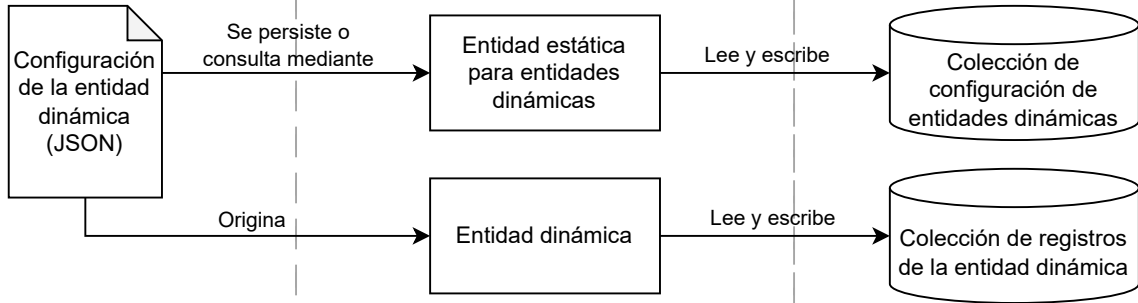 Configuración
de la entidad
dinámica
(JSON)
Se persiste o
consulta mediante
Entidad estática
para entidades
dinámicas
Lee y escribe
Colección de
configuración de
entidades dinámicas
Origina
Entidad dinámica
Lee y escribe
Colección de registros
de la entidad dinámica